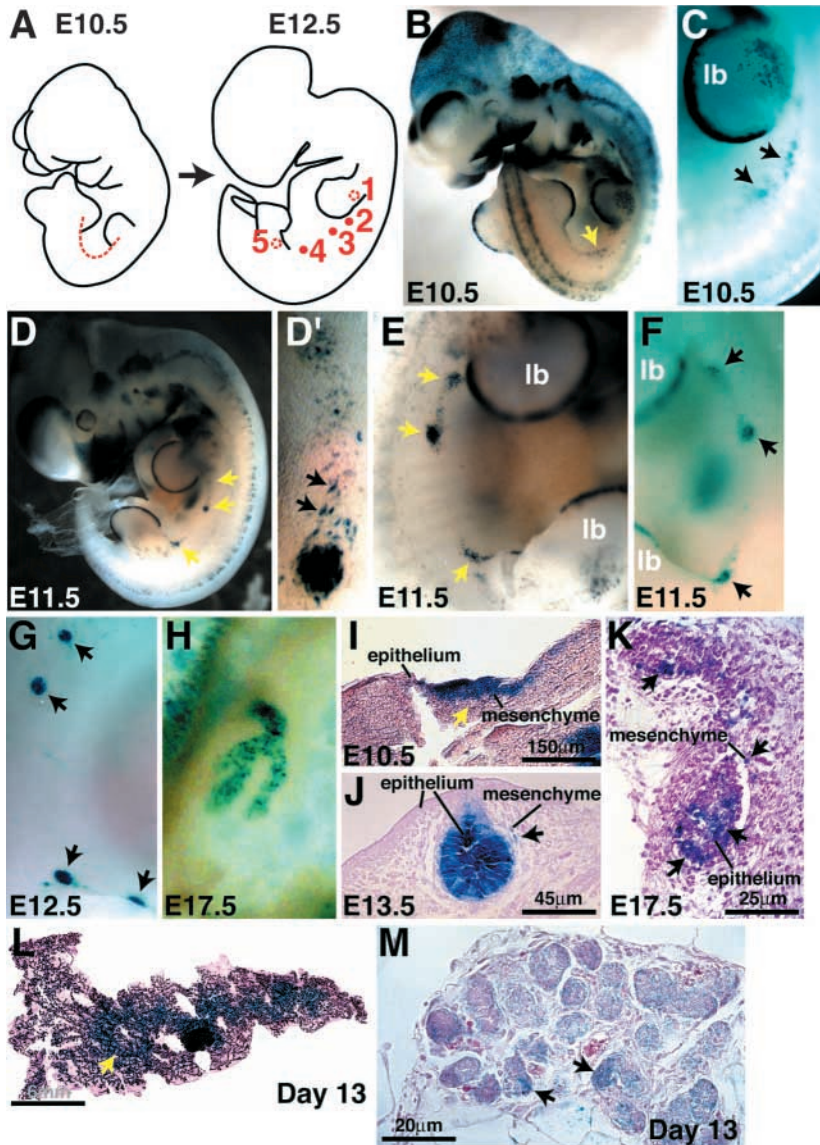 A E10.5 E12.5
1
2
3
4
5
B
E10.5
C
lb
E10.5
D
E11.5
D'
E
lb
lb
E11.5
F
lb
lb
E11.5
G
E12.5
H
E17.5
I
epithelium
mesenchyme
E10.5
150μm
J
epithelium
mesenchyme
E13.5
45μm
K
mesenchyme
epithelium
E17.5
25μm
L
Day 13
M
20μm
Day 13